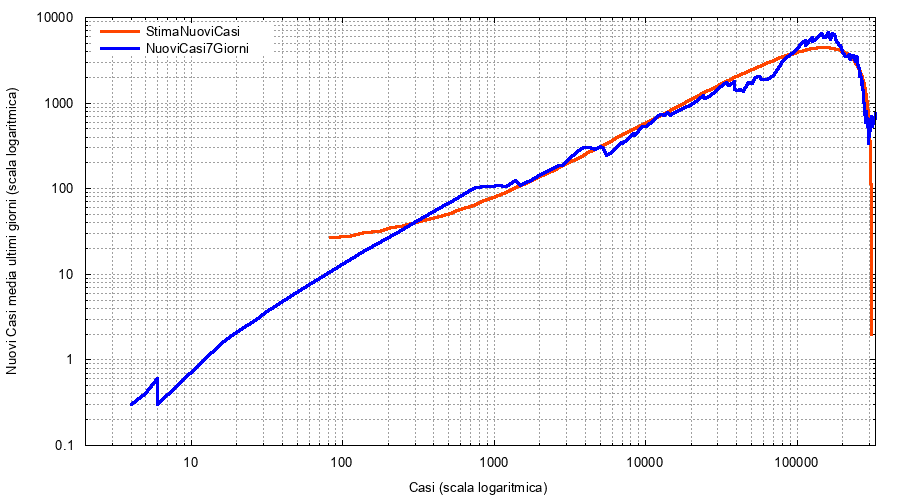 10000
1000
100
10
1
0.1
StimaNuoviCasi
NuoviCasi7Giorni
Nuovi Casi media ultimi giorni (scala logaritmica)
10 100 1000 10000 100000
Casi (scala logaritmica)